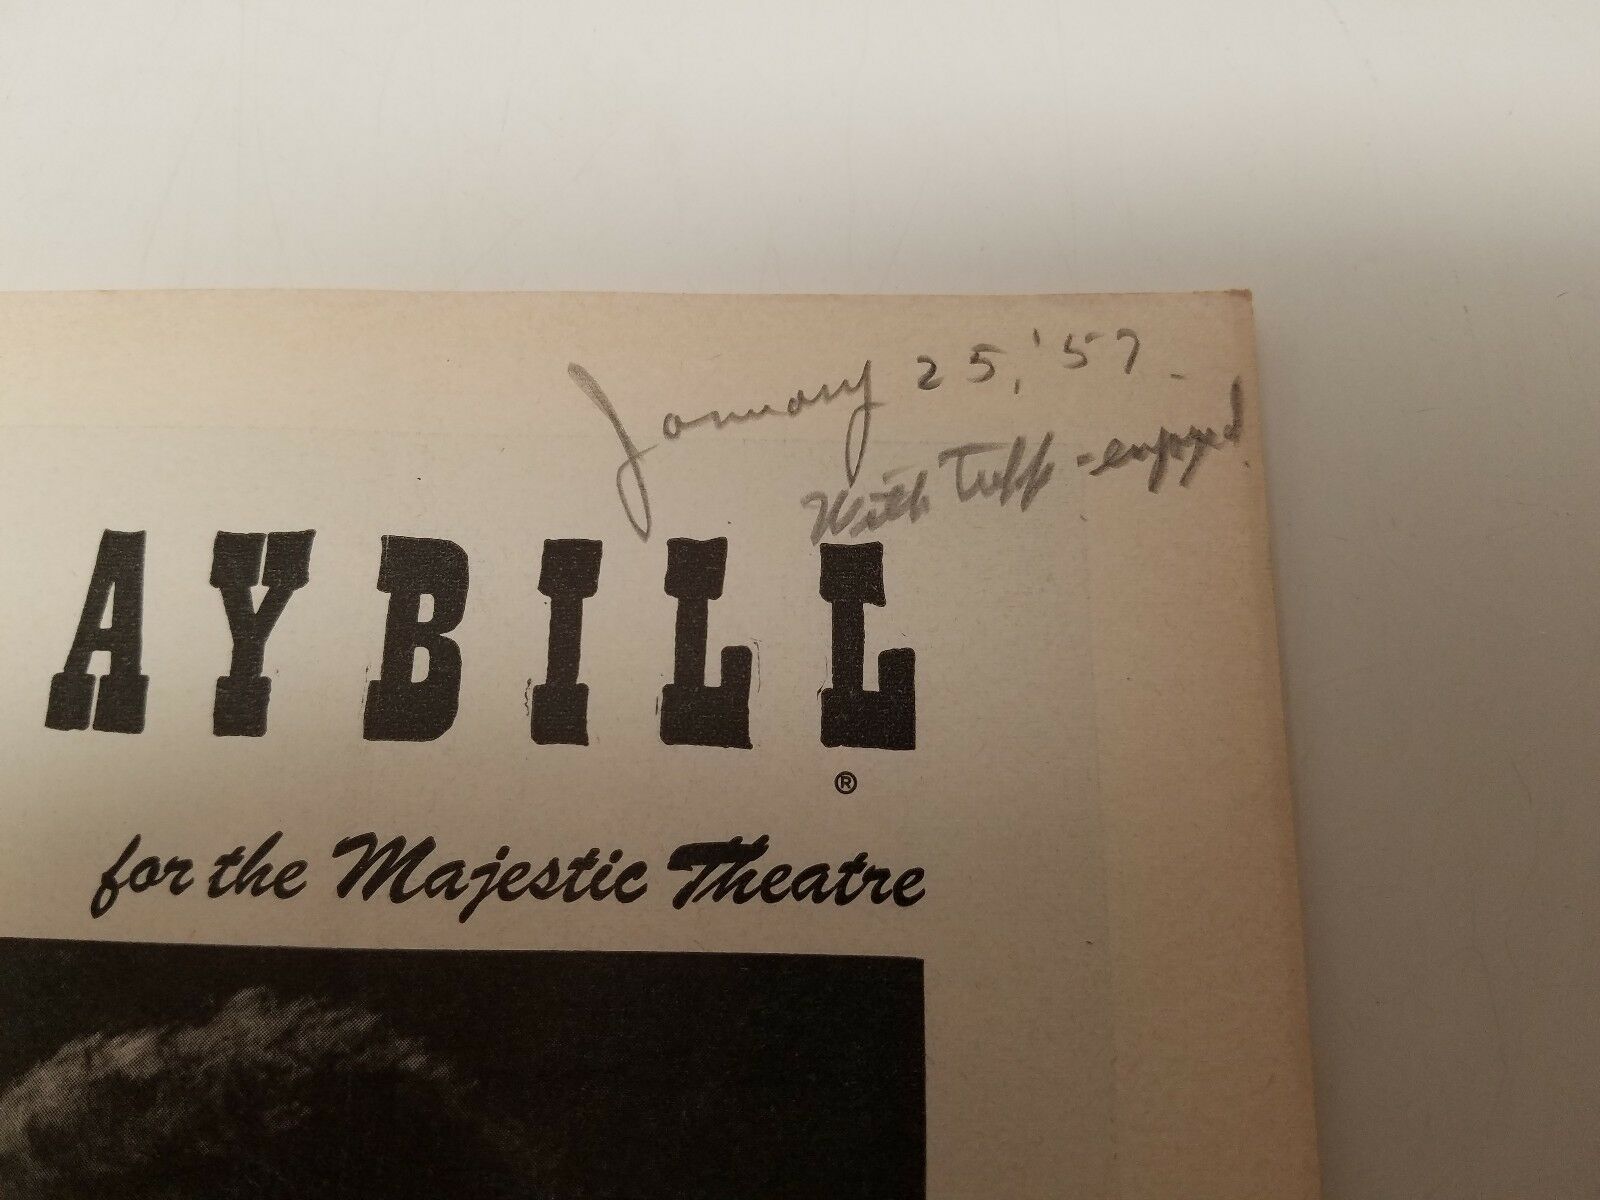 January 25, '57
With Tuff - engaged
AYBILL
®
for the Majestic Theatre